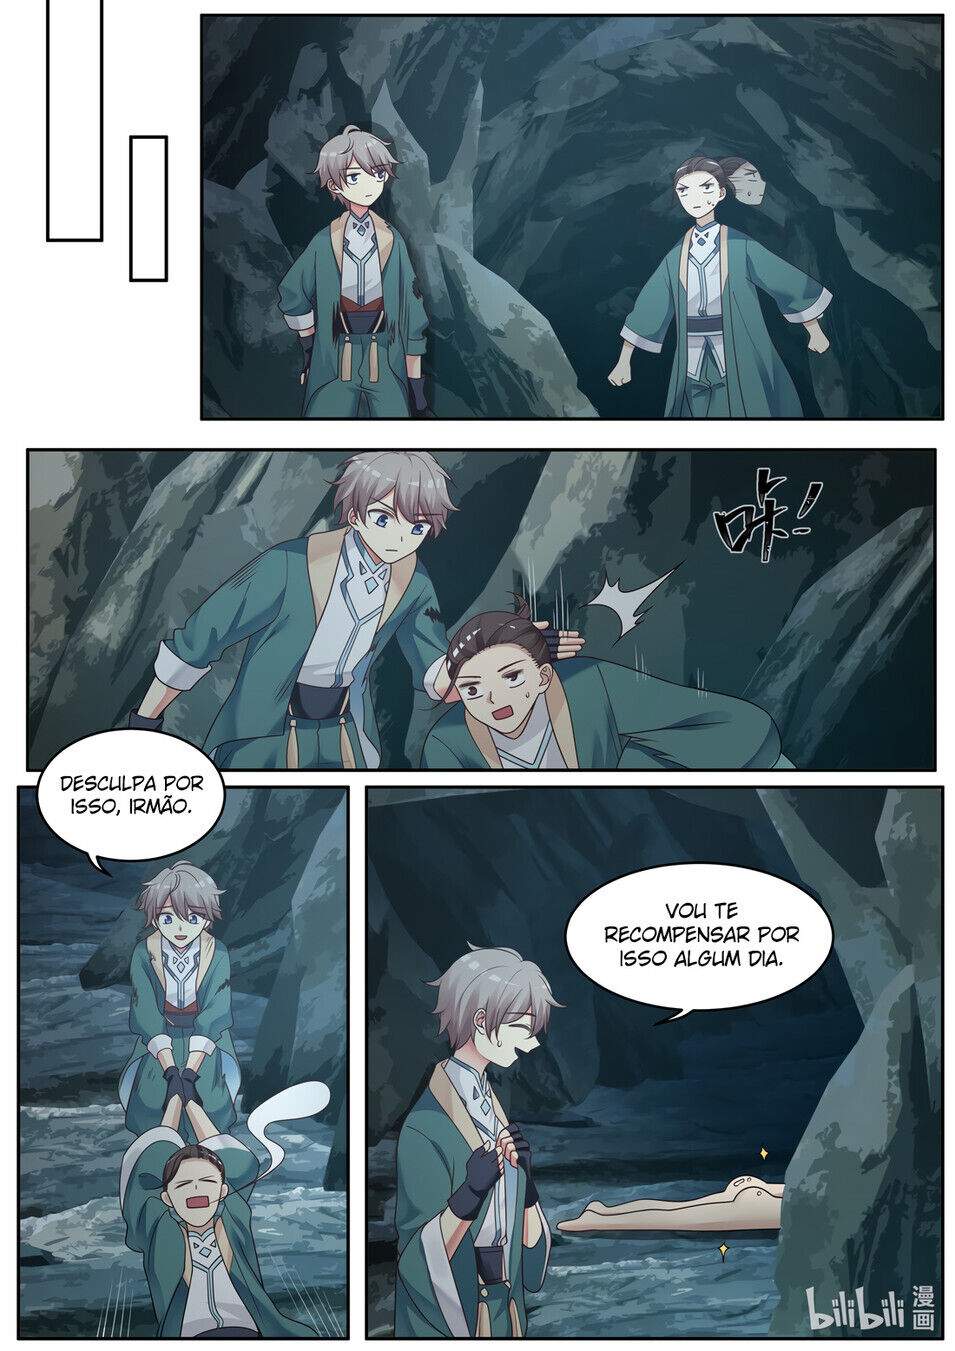 咔!
DESCULPA POR
ISSO, IRMÃO.
VOU TE
RECOMPENSAR POR
ISSO ALGUM DIA.
bilibili 漫画